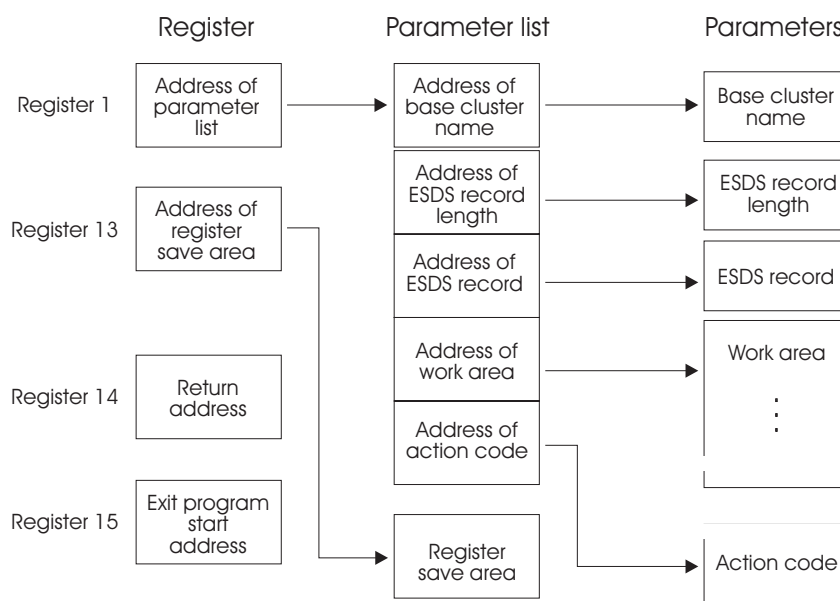 Register
Parameter list
Parameters
Register 1
Address of
parameter
list
Address of
base cluster
name
Base cluster
name
Address of
ESDS record
length
ESDS record
length
Register 13
Address of
register
save area
Address of
ESDS record
ESDS record
Address of
work area
Work area
Register 14
Return
address
Address of
action code
Register 15
Exit program
start
address
Register
save area
Action code